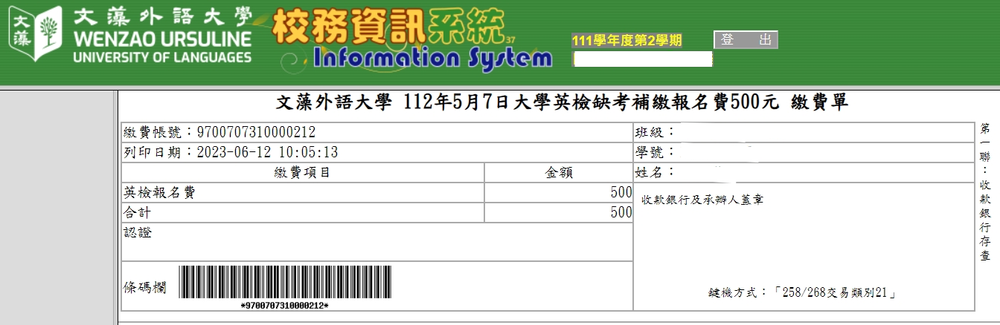 文藻
文藻外語大學
WENZAO URSULINE
UNIVERSITY OF LANGUAGES
校務資訊系統37
Information System
111學年度第2學期
登 出
文藻外語大學 112年5月7日大學英檢缺考補繳報名費500元 繳費單
繳費帳號：9700707310000212
班級：
列印日期：2023-06-12 10:05:13
學號：
繳費項目 金額
姓名：
英檢報名費 500
合計 500
收款銀行及承辦人蓋章
認證
條碼欄
*9700707310000212*
鍵機方式：「258/268交易類別21」
第一聯：收款銀行存查